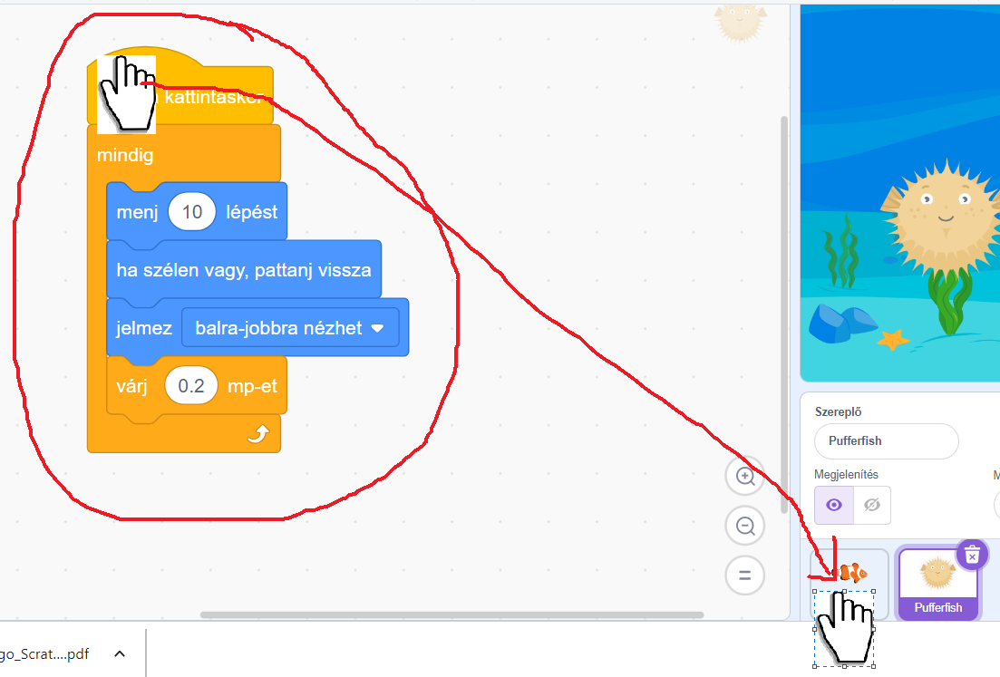 kattintáskor
mindig
menj 10 lépést
ha szélen vagy, pattanj vissza
jelmez balra-jobbra nézhet
várj 0.2 mp-et
Szereplő
Pufferfish
Megjelenítés
M
Pufferfish
go_Scrat....pdf